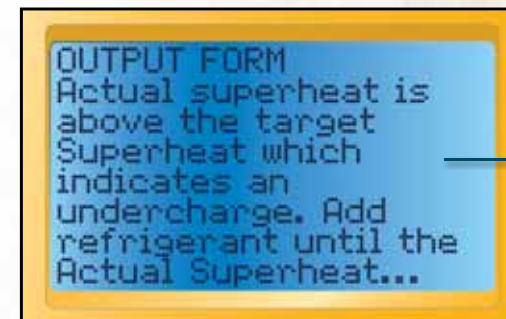 OUTPUT FORM
Actual superheat is
above the target
Superheat which
indicates an
undercharge. Add
refrigerant until the
Actual Superheat...